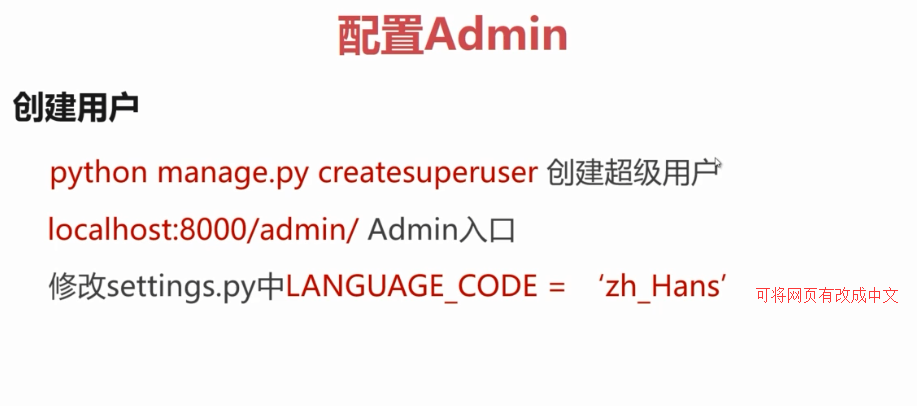 配置Admin
创建用户
python manage.py createsuperuser 创建超级用户
localhost:8000/admin/ Admin入口
修改settings.py中LANGUAGE_CODE = ‘zh_Hans’
可将网页有改成中文